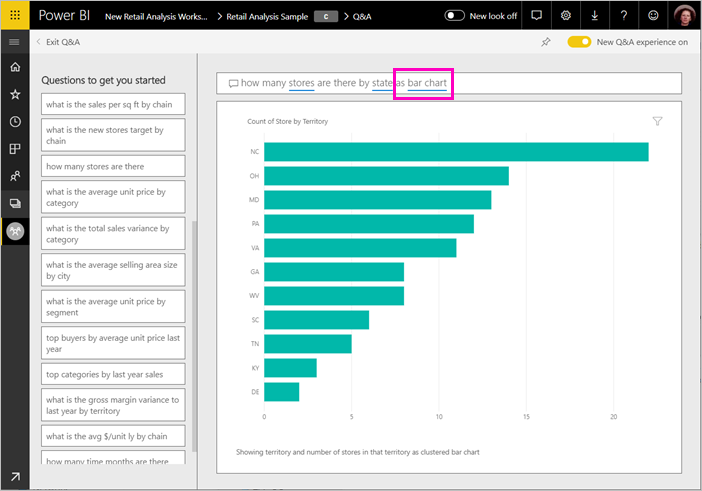 Power BI New Retail Analysis Works... > Retail Analysis Sample C > Q&A New look off ?
Exit Q&A New Q&A experience on
Questions to get you started
what is the sales per sq ft by chain
what is the new stores target by
chain
how many stores are there
what is the average unit price by
category
what is the total sales variance by
category
what is the average selling area size
by city
what is the average unit price by
segment
top buyers by average unit price last
year
top categories by last year sales
what is the gross margin variance to
last year by territory
what is the avg $/unit ly by chain
how many time months are there
how many stores are there by state as bar chart
Count of Store by Territory
NC
OH
MD
PA
VA
GA
WV
SC
TN
KY
DE
0 5 10 15 20
Showing territory and number of stores in that territory as clustered bar chart